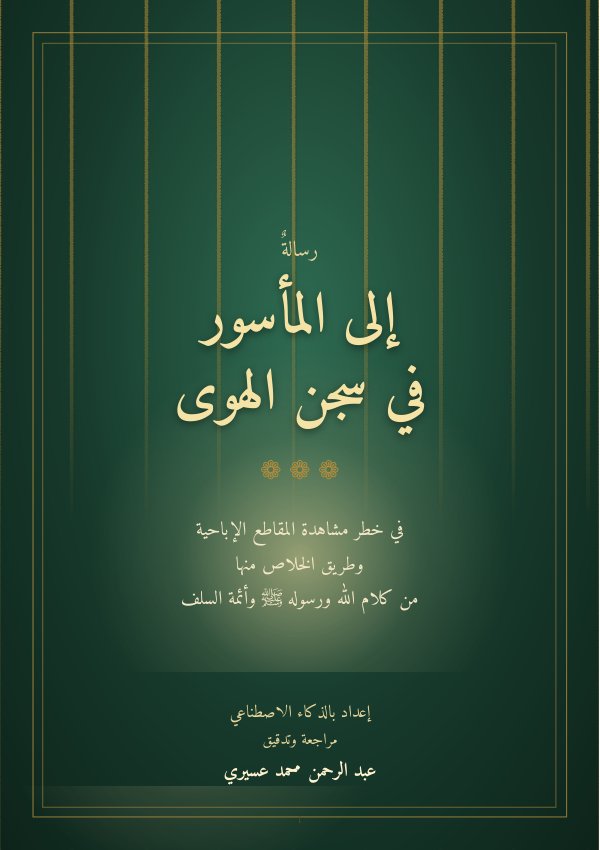 رسالةٌ
إلى المأسور
في سجن الهوى
في خطر مشاهدة المقاطع الإباحية
وطريق الخلاص منها
من كلام الله ورسوله ﷺ وأئمة السلف
إعداد بالذكاء الاصطناعي
مراجعة وتدقيق
عبد الرحمن محمد عسيري